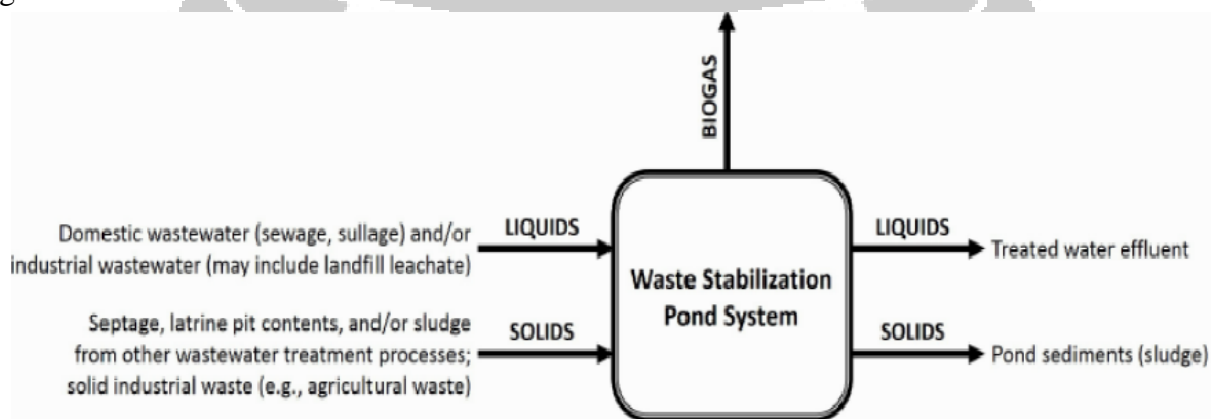 BIOGAS
Domestic wastewater (sewage, sullage) and/or
industrial wastewater (may include landfill leachate)
LIQUIDS
Septage, latrine pit contents, and/or sludge
from other wastewater treatment processes;
solid industrial waste (e.g., agricultural waste)
SOLIDS
Waste Stabilization
Pond System
LIQUIDS
Treated water effluent
SOLIDS
Pond sediments (sludge)